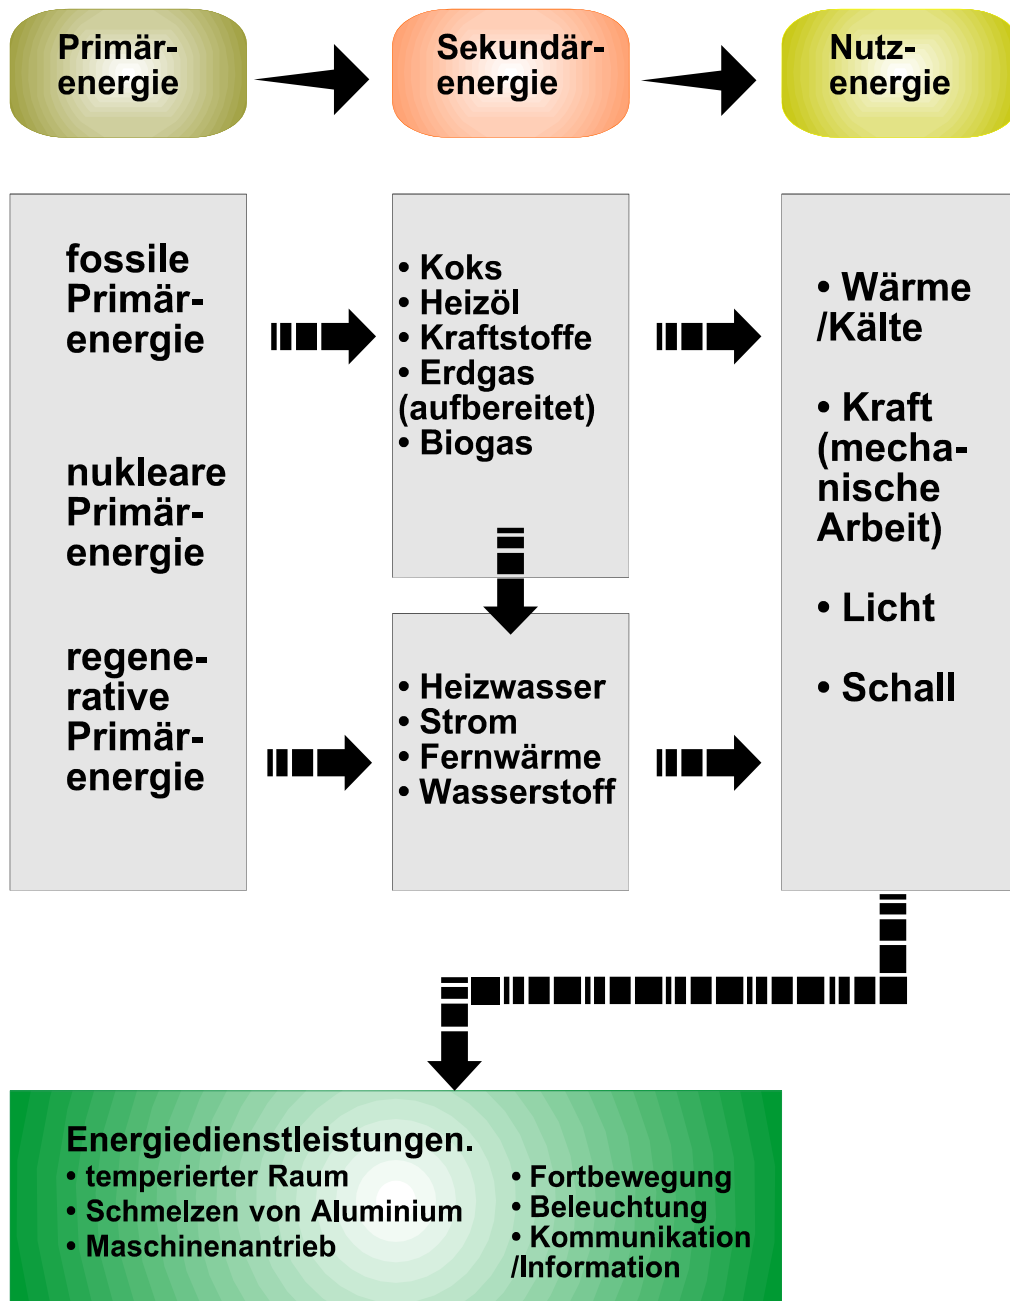 Primär-
energie
Sekundär-
energie
Nutz-
energie
fossile
Primär-
energie
nukleare
Primär-
energie
regene-
rative
Primär-
energie
• Koks
• Heizöl
• Kraftstoffe
• Erdgas
(aufbereitet)
• Biogas
• Heizwasser
• Strom
• Fernwärme
• Wasserstoff
• Wärme
/Kälte
• Kraft
(mecha-
nische
Arbeit)
• Licht
• Schall
Energiedienstleistungen.
• temperierter Raum
• Schmelzen von Aluminium
• Maschinenantrieb
• Fortbewegung
• Beleuchtung
• Kommunikation
/Information